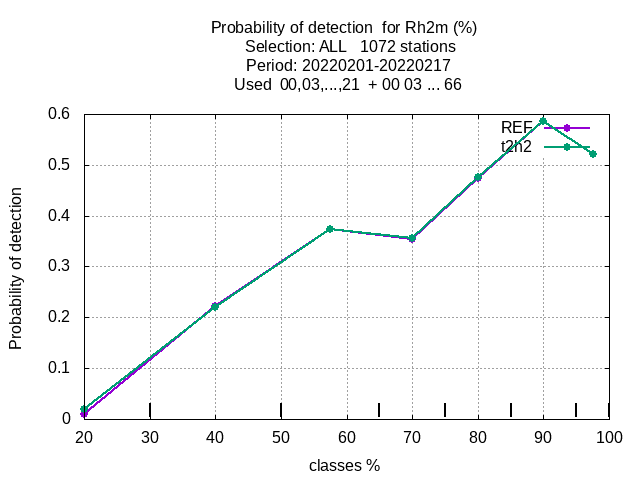 Probability of detection  for Rh2m (%)
Selection: ALL   1072 stations
Period: 20220201-20220217
Used  00,03,...,21  + 00 03 ... 66
Probability of detection
0.6
0.5
0.4
0.3
0.2
0.1
0
REF
t2h2
20 30 40 50 60 70 80 90 100
classes %